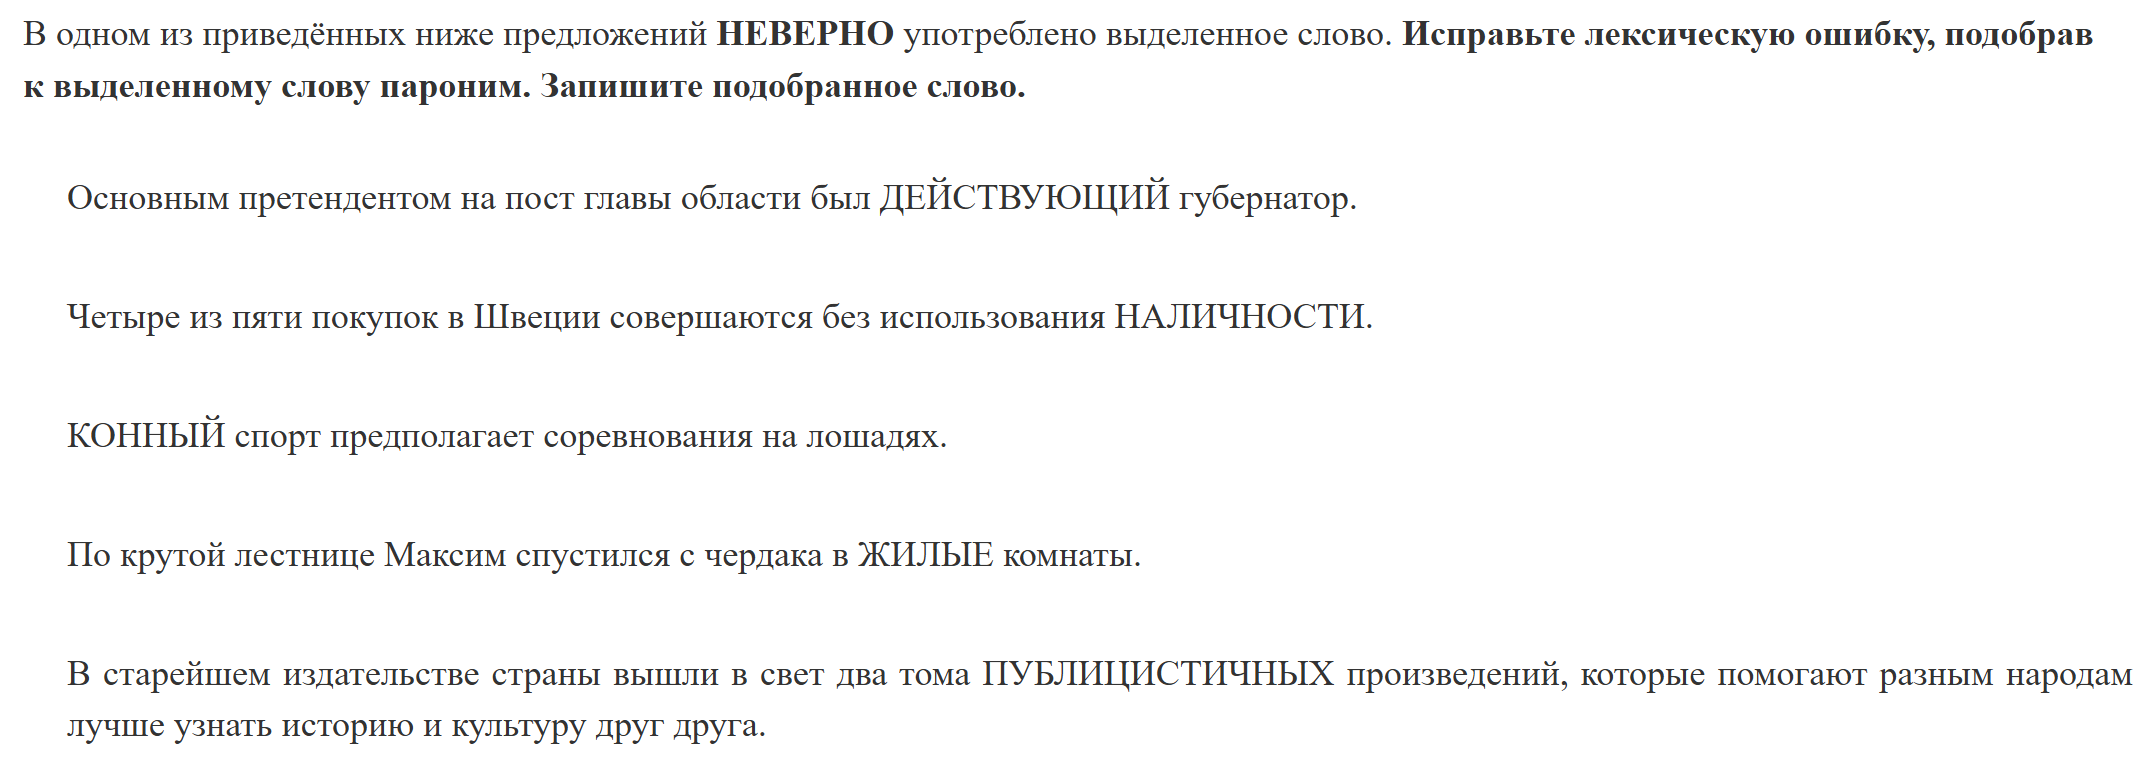 В одном из приведённых ниже предложений НЕВЕРНО употреблено выделенное слово. Исправьте лексическую ошибку, подобрав
к выделенному слову пароним. Запишите подобранное слово.
Основным претендентом на пост главы области был ДЕЙСТВУЮЩИЙ губернатор.
Четыре из пяти покупок в Швеции совершаются без использования НАЛИЧНОСТИ.
КОННЫЙ спорт предполагает соревнования на лошадях.
По крутой лестнице Максим спустился с чердака в ЖИЛЫЕ комнаты.
В старейшем издательстве страны вышли в свет два тома ПУБЛИЦИСТИЧНЫХ произведений, которые помогают разным народам
лучше узнать историю и культуру друг друга.